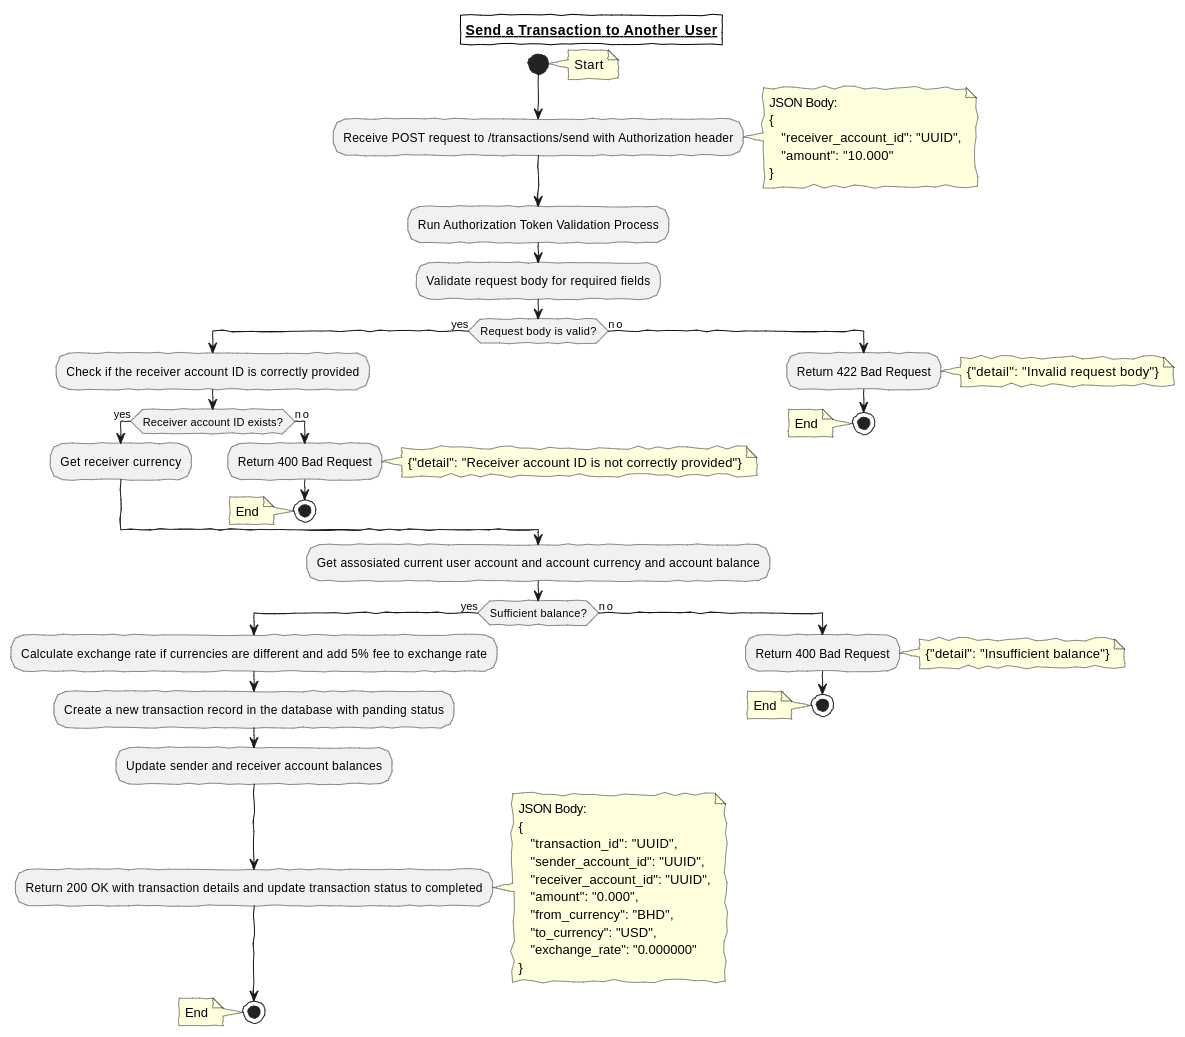 Send a Transaction to Another User
Start
Receive POST request to /transactions/send with Authorization header
JSON Body:
{
"receiver_account_id": "UUID",
"amount": "10.000"
}
Run Authorization Token Validation Process
Validate request body for required fields
yes
Request body is valid?
no
Check if the receiver account ID is correctly provided
Return 422 Bad Request
{"detail": "Invalid request body"}
End
yes
Receiver account ID exists?
no
Get receiver currency
Return 400 Bad Request
{"detail": "Receiver account ID is not correctly provided"}
End
Get assosiated current user account and account currency and account balance
yes
Sufficient balance?
no
Calculate exchange rate if currencies are different and add 5% fee to exchange rate
Return 400 Bad Request
{"detail": "Insufficient balance"}
End
Create a new transaction record in the database with panding status
Update sender and receiver account balances
Return 200 OK with transaction details and update transaction status to completed
JSON Body:
{
"transaction_id": "UUID",
"sender_account_id": "UUID",
"receiver_account_id": "UUID",
"amount": "0.000",
"from_currency": "BHD",
"to_currency": "USD",
"exchange_rate": "0.000000"
}
End